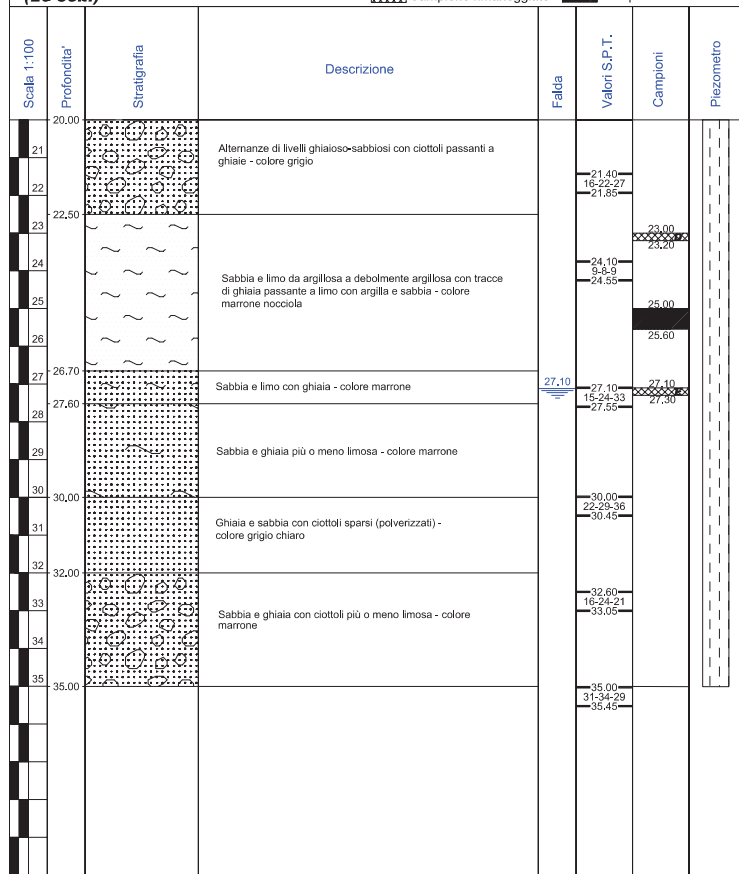 Scala 1:100
Profondita'
Stratigrafia
Descrizione
Falda
Valori S.P.T.
Campioni
Piezometro
20.00
21
Alternanze di livelli ghiaioso-sabbiosi con ciottoli passanti a
ghiaie - colore grigio
21.40
16-22-27
21.85
22
22.50
23
23.00
23.20
24
24.10
9-8-9
24.55
Sabbia e limo da argillosa a debolmente argillosa con tracce
di ghiaia passante a limo con argilla e sabbia - colore
marrone nocciola
25
25.00
25.60
26
26.70
27
Sabbia e limo con ghiaia - colore marrone
27.10
27.10
15-24-33
27.55
27.10
27.30
27.60
28
29
Sabbia e ghiaia più o meno limosa - colore marrone
30
30.00
30.00
22-29-36
30.45
31
Ghiaia e sabbia con ciottoli sparsi (polverizzati) -
colore grigio chiaro
32
32.00
32.60
16-24-21
33.05
33
Sabbia e ghiaia con ciottoli più o meno limosa - colore
marrone
34
35
35.00
35.00
31-34-29
35.45